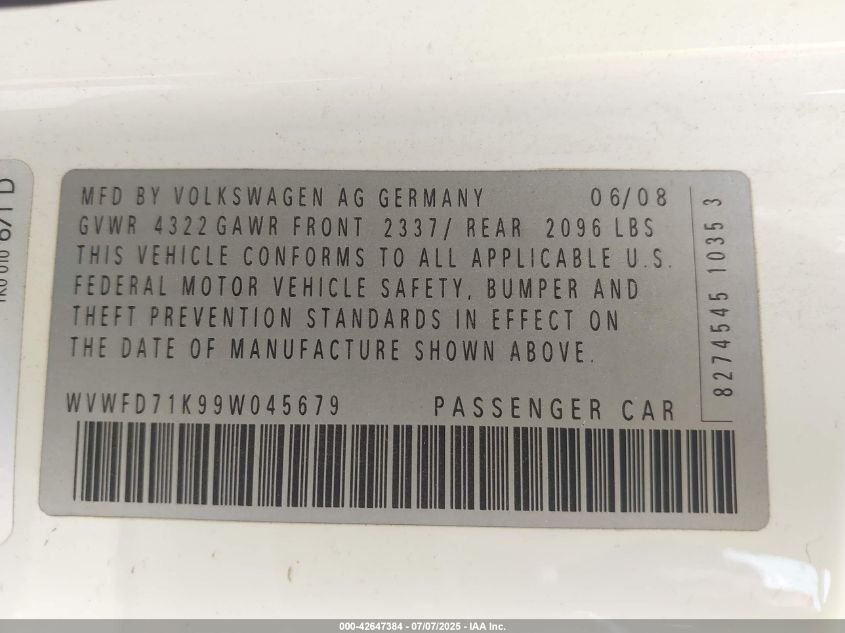 MFD BY VOLKSWAGEN AG GERMANY 06/08
GVWR 4322 GAWR FRONT 2337/ REAR 2096 LBS
THIS VEHICLE CONFORMS TO ALL APPLICABLE U.S.
FEDERAL MOTOR VEHICLE SAFETY, BUMPER AND
THEFT PREVENTION STANDARDS IN EFFECT ON
THE DATE OF MANUFACTURE SHOWN ABOVE.
WVWFD71K99W045679 PASSENGER CAR
8274545 1035 3
000-42647384 - 07/07/2025 - IAA Inc.